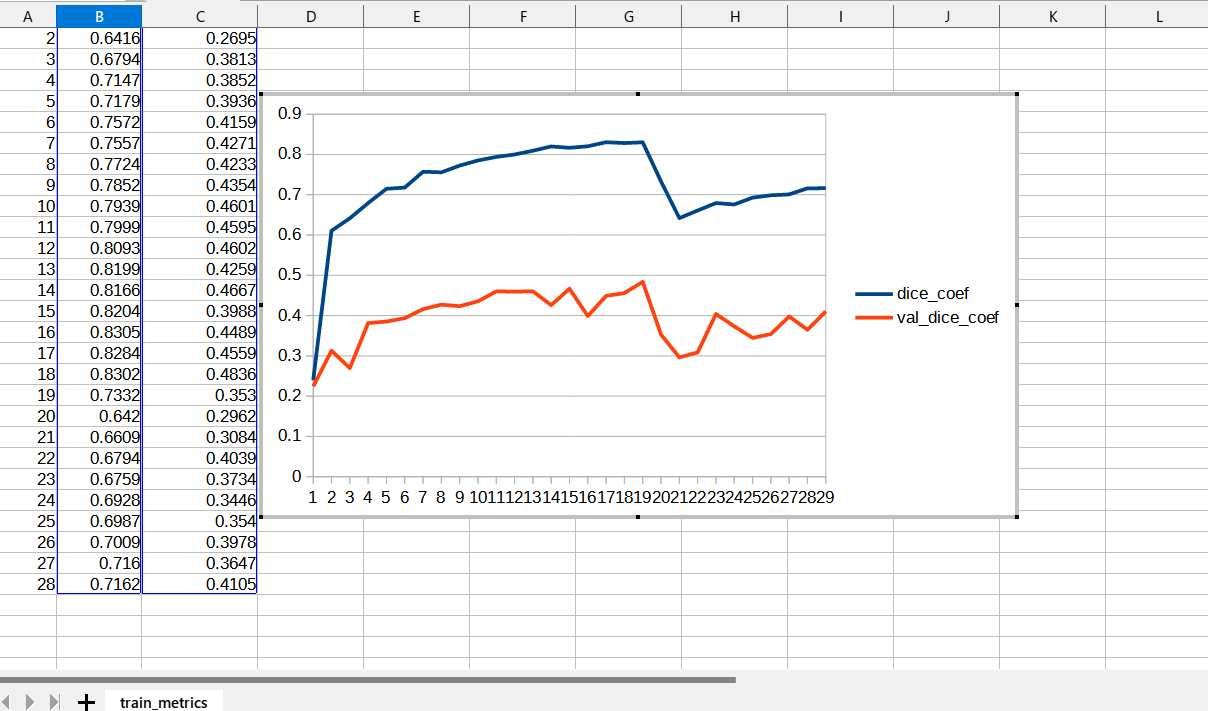 A B C D E F G H I J K L
2 0.6416 0.2695
3 0.6794 0.3813
4 0.7147 0.3852
5 0.7179 0.3936
6 0.7572 0.4159
7 0.7557 0.4271
8 0.7724 0.4233
9 0.7852 0.4354
10 0.7939 0.4601
11 0.7999 0.4595
12 0.8093 0.4602
13 0.8199 0.4259
14 0.8166 0.4667
15 0.8204 0.3988
16 0.8305 0.4489
17 0.8284 0.4559
18 0.8302 0.4836
19 0.7332 0.353
20 0.642 0.2962
21 0.6609 0.3084
22 0.6794 0.4039
23 0.6759 0.3734
24 0.6928 0.3446
25 0.6987 0.354
26 0.7009 0.3978
27 0.716 0.3647
28 0.7162 0.4105
0.9
0.8
0.7
0.6
0.5
0.4
0.3
0.2
0.1
0
1 2 3 4 5 6 7 8 9 10 11 12 13 14 15 16 17 18 19 20 21 22 23 24 25 26 27 28 29
dice_coef
val_dice_coef
train_metrics